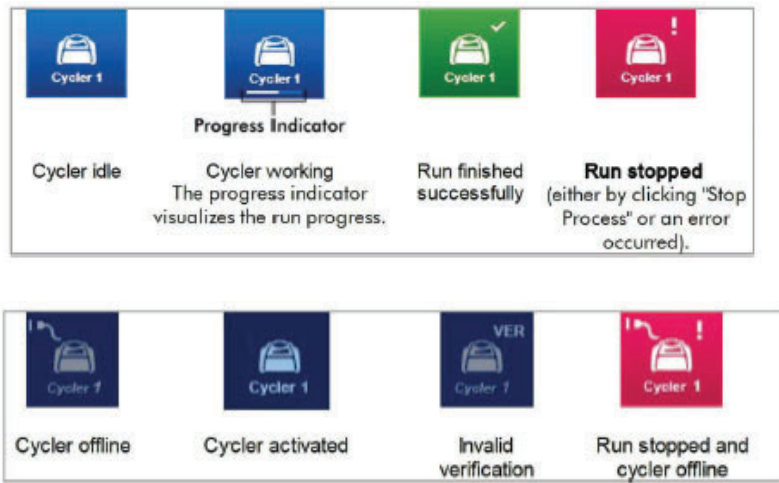 Cycler 1
Cycler 1
Cycler 1
Cycler 1
Progress Indicator
Cycler idle
Cycler working
The progress indicator
visualizes the run progress.
Run finished
successfully
Run stopped
(either by clicking "Stop
Process" or an error
occurred).
VER
Cycler 1
Cycler 1
Cycler 1
Cycler 1
Cycler offline
Cycler activated
Invalid
verification
Run stopped and
cycler offline